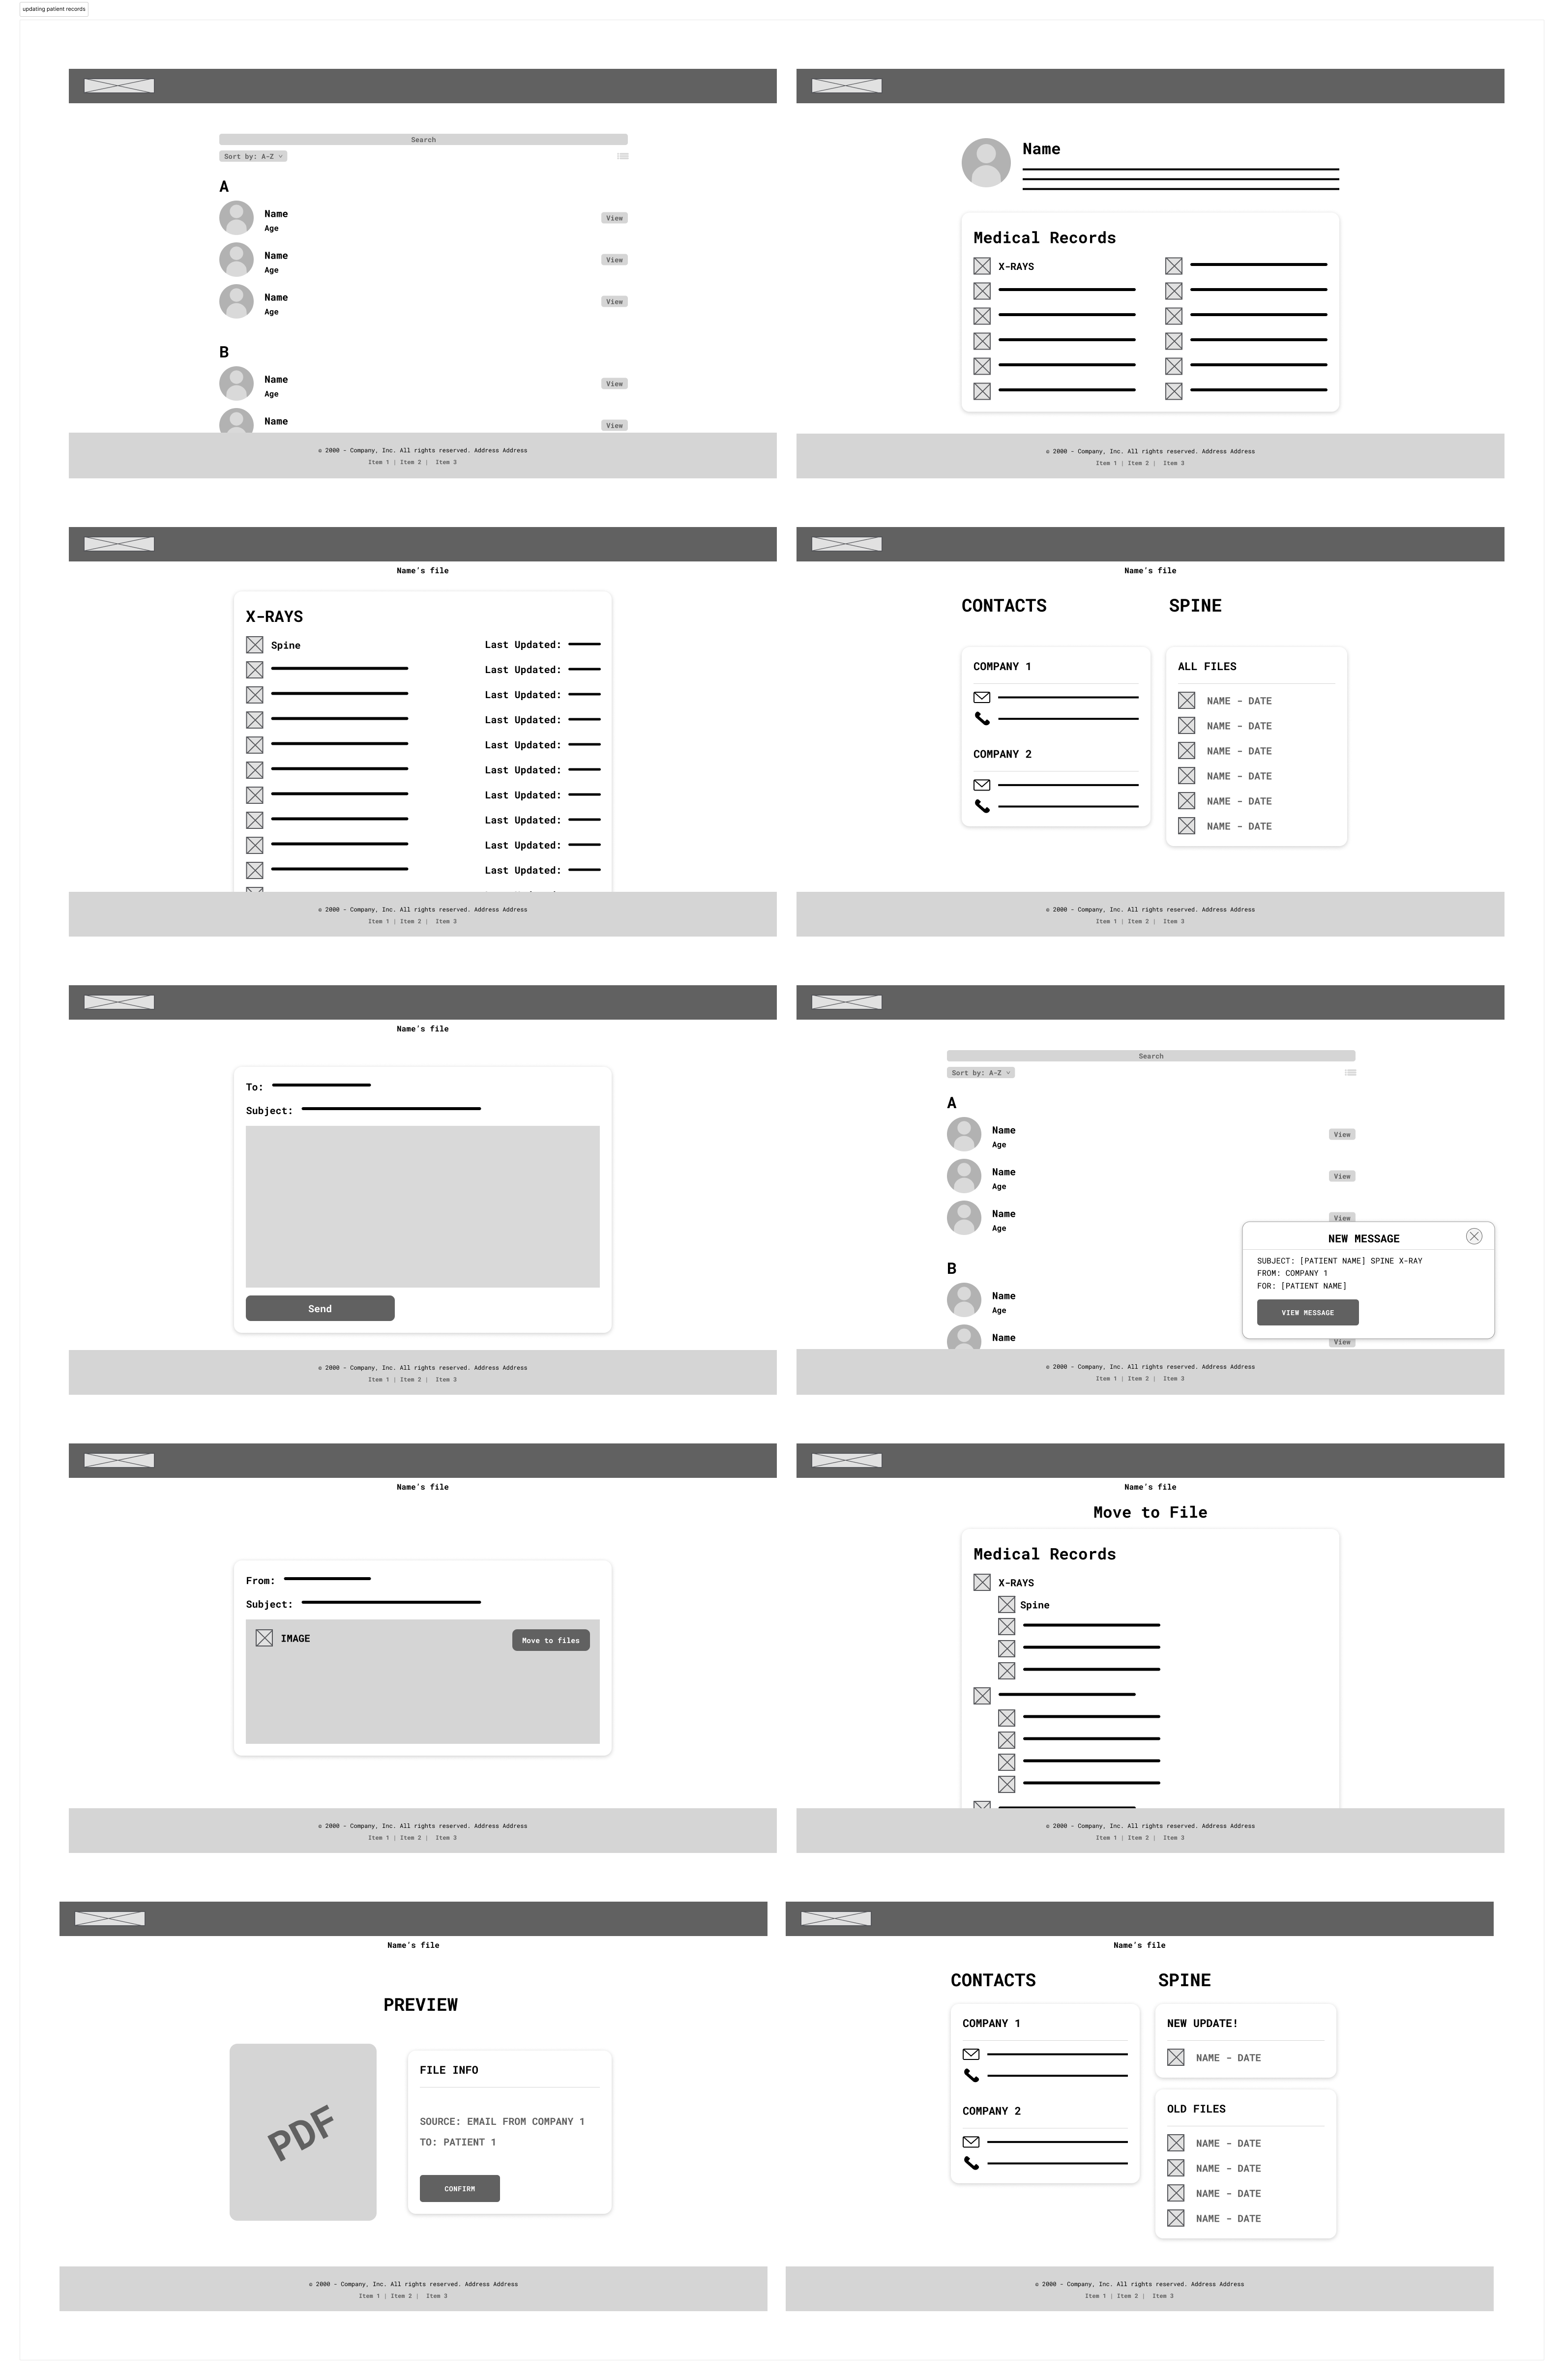 updating patient records
Search
Sort by: A-Z
A
Name
Age
View
Name
Age
View
Name
Age
View
B
Name
Age
View
Name
View
© 2000 - Company, Inc. All rights reserved. Address Address
Item 1 | Item 2 | Item 3
Name
Medical Records
X-RAYS
© 2000 - Company, Inc. All rights reserved. Address Address
Item 1 | Item 2 | Item 3
Name's file
X-RAYS
Spine
Last Updated:
Last Updated:
Last Updated:
Last Updated:
Last Updated:
Last Updated:
Last Updated:
Last Updated:
Last Updated:
Last Updated:
© 2000 - Company, Inc. All rights reserved. Address Address
Item 1 | Item 2 | Item 3
Name's file
CONTACTS
COMPANY 1
COMPANY 2
SPINE
ALL FILES
NAME - DATE
NAME - DATE
NAME - DATE
NAME - DATE
NAME - DATE
NAME - DATE
© 2000 - Company, Inc. All rights reserved. Address Address
Item 1 | Item 2 | Item 3
Name's file
To:
Subject:
Send
© 2000 - Company, Inc. All rights reserved. Address Address
Item 1 | Item 2 | Item 3
Search
Sort by: A-Z
A
Name
Age
View
Name
Age
View
Name
Age
View
B
Name
Age
Name
View
NEW MESSAGE
SUBJECT: [PATIENT NAME] SPINE X-RAY
FROM: COMPANY 1
FOR: [PATIENT NAME]
VIEW MESSAGE
© 2000 - Company, Inc. All rights reserved. Address Address
Item 1 | Item 2 | Item 3
Name's file
From:
Subject:
IMAGE
Move to files
© 2000 - Company, Inc. All rights reserved. Address Address
Item 1 | Item 2 | Item 3
Name's file
Move to File
Medical Records
X-RAYS
Spine
© 2000 - Company, Inc. All rights reserved. Address Address
Item 1 | Item 2 | Item 3
Name's file
PREVIEW
PDF
FILE INFO
SOURCE: EMAIL FROM COMPANY 1
TO: PATIENT 1
CONFIRM
© 2000 - Company, Inc. All rights reserved. Address Address
Item 1 | Item 2 | Item 3
Name's file
CONTACTS
COMPANY 1
COMPANY 2
SPINE
NEW UPDATE!
NAME - DATE
OLD FILES
NAME - DATE
NAME - DATE
NAME - DATE
NAME - DATE
© 2000 - Company, Inc. All rights reserved. Address Address
Item 1 | Item 2 | Item 3